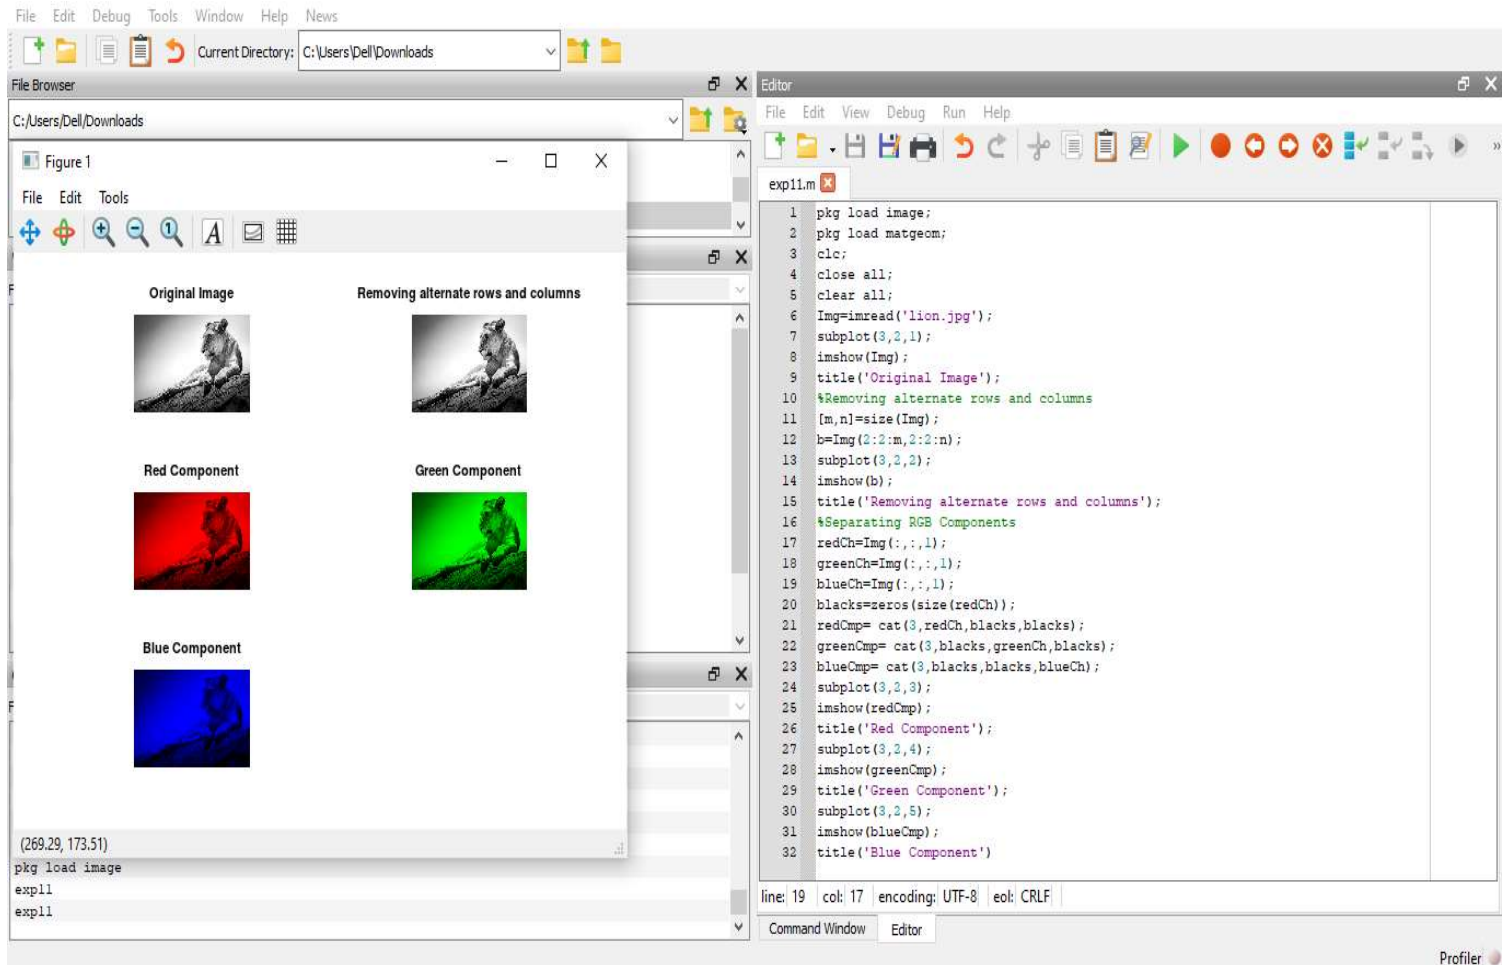 File Edit Debug Tools Window Help News
Current Directory: C:\Users\Dell\Downloads
File Browser
C:/Users/Dell/Downloads
Figure 1
File Edit Tools
Original Image
Removing alternate rows and columns
Red Component
Green Component
Blue Component
(269.29, 173.51)
pkg load image
exp11
exp11
Editor
File Edit View Debug Run Help
exp11.m
1 pkg load image;
2 pkg load matgeom;
3 clc;
4 close all;
5 clear all;
6 Img=imread('lion.jpg');
7 subplot(3,2,1);
8 imshow(Img);
9 title('Original Image');
10 %Removing alternate rows and columns
11 [m,n]=size(Img);
12 b=Img(2:2:m,2:2:n);
13 subplot(3,2,2);
14 imshow(b);
15 title('Removing alternate rows and columns');
16 %Separating RGB Components
17 redCh=Img(:,:,1);
18 greenCh=Img(:,:,1);
19 blueCh=Img(:,:,1);
20 blacks=zeros(size(redCh));
21 redCmp= cat(3,redCh,blacks,blacks);
22 greenCmp= cat(3,blacks,greenCh,blacks);
23 blueCmp= cat(3,blacks,blacks,blueCh);
24 subplot(3,2,3);
25 imshow(redCmp);
26 title('Red Component');
27 subplot(3,2,4);
28 imshow(greenCmp);
29 title('Green Component');
30 subplot(3,2,5);
31 imshow(blueCmp);
32 title('Blue Component')
line: 19 col: 17 encoding: UTF-8 eol: CRLF
Command Window Editor
Profiler